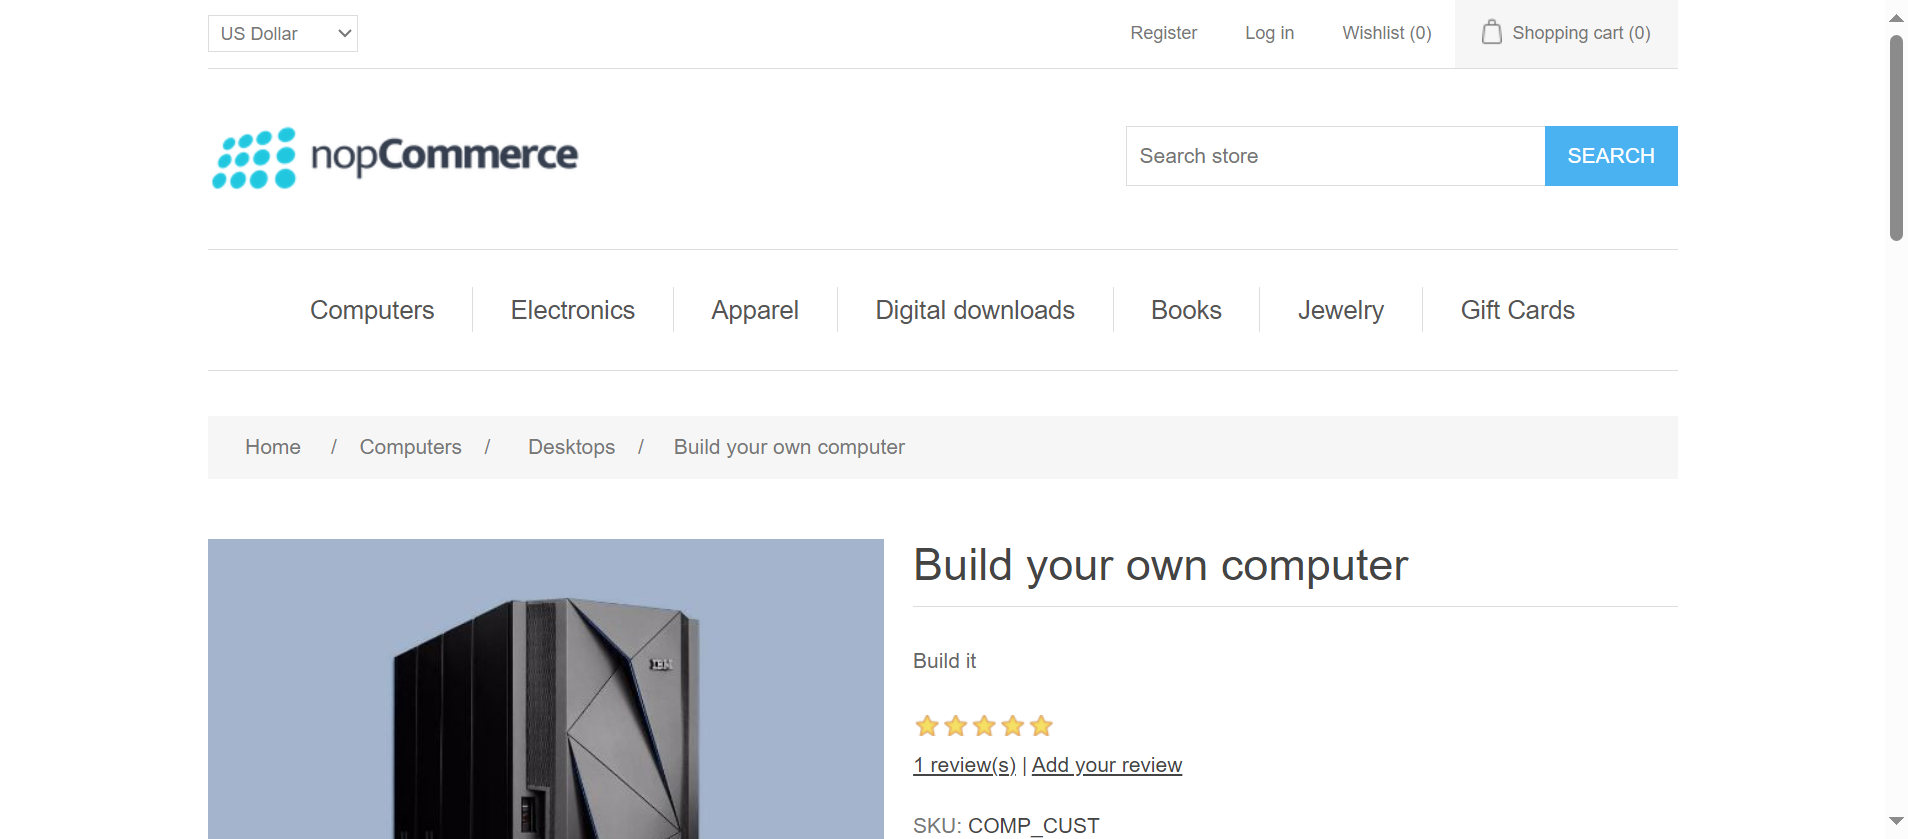 US Dollar
Register
Log in
Wishlist (0)
Shopping cart (0)
nopCommerce
Search store
SEARCH
Computers
Electronics
Apparel
Digital downloads
Books
Jewelry
Gift Cards
Home / Computers / Desktops / Build your own computer
Build your own computer
IBM
Build it
1 review(s) | Add your review
SKU: COMP_CUST